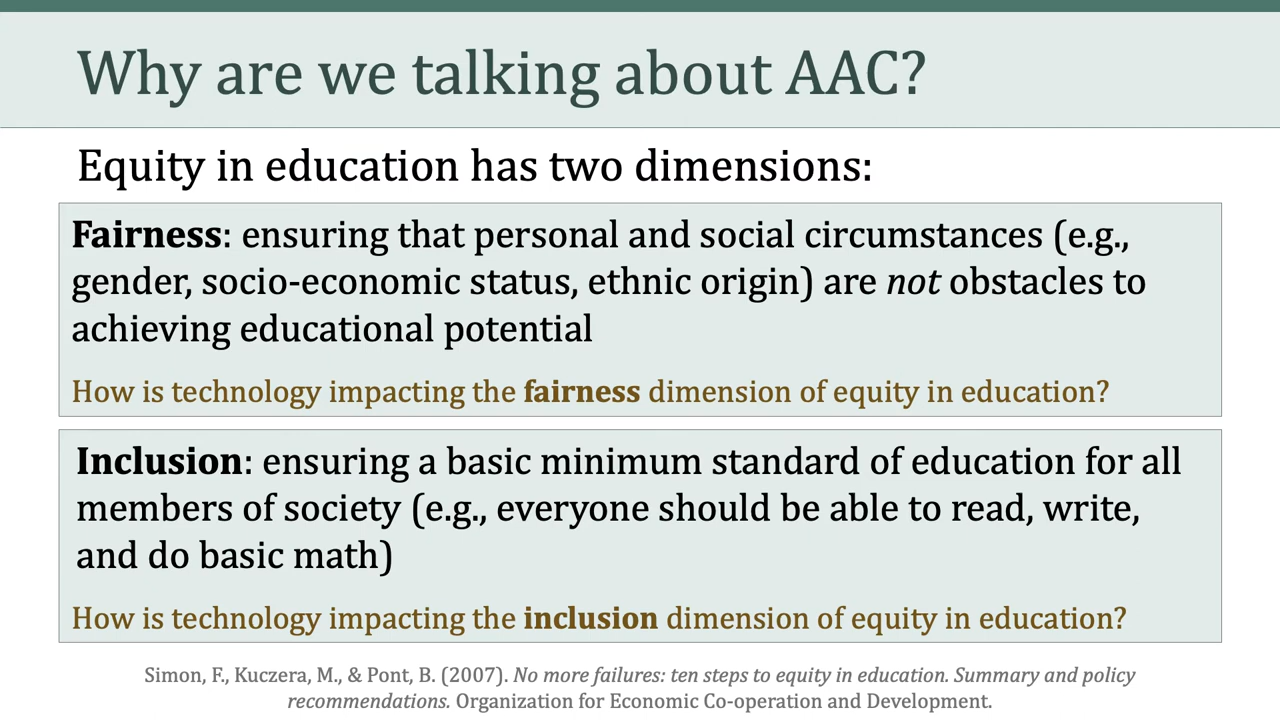 Why are we talking about AAC?
Equity in education has two dimensions:
Fairness: ensuring that personal and social circumstances (e.g.,
gender, socio-economic status, ethnic origin) are not obstacles to
achieving educational potential
How is technology impacting the fairness dimension of equity in education?
Inclusion: ensuring a basic minimum standard of education for all
members of society (e.g., everyone should be able to read, write,
and do basic math)
How is technology impacting the inclusion dimension of equity in education?
Simon, F., Kuczera, M., & Pont, B. (2007). No more failures: ten steps to equity in education. Summary and policy
recommendations. Organization for Economic Co-operation and Development.